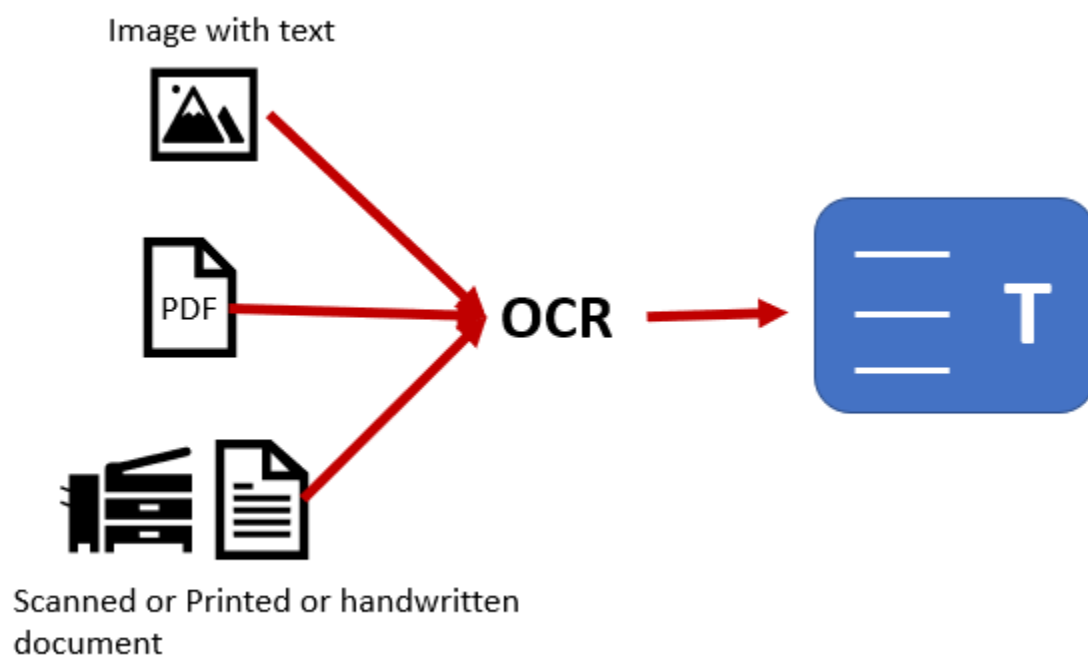 Image with text
PDF
OCR
T
Scanned or Printed or handwritten
document